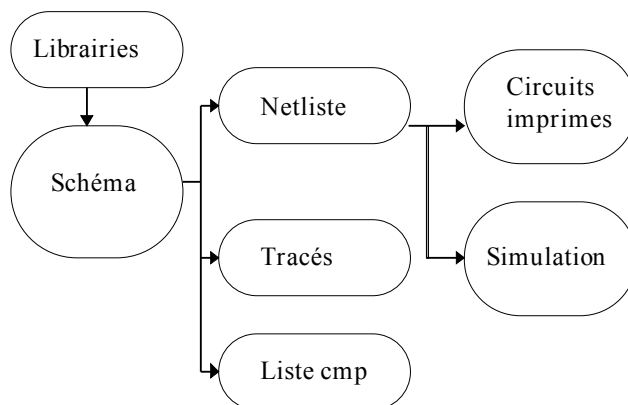 Librairies
Schéma
Netliste
Tracés
Liste cmp
Circuits
imprimes
Simulation